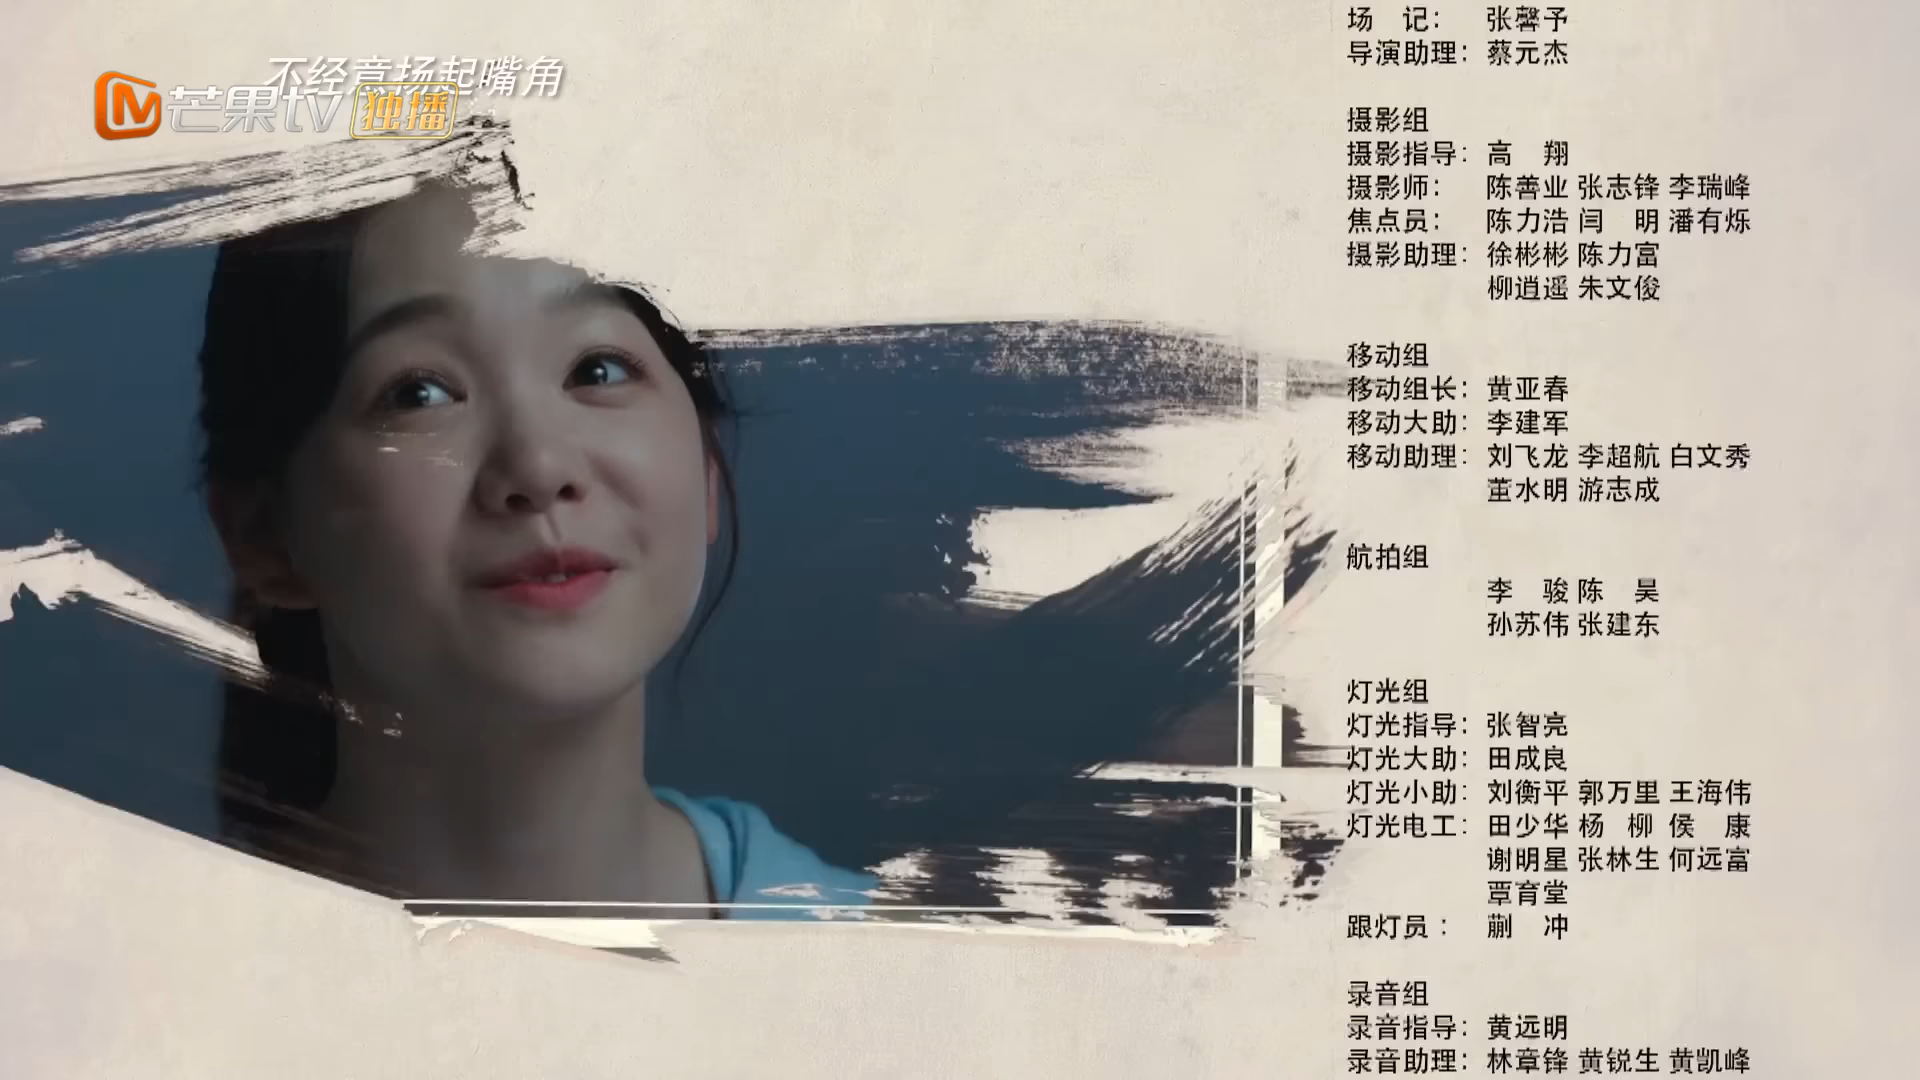 不经意扬起嘴角
芒果tv 独播
场 记： 张馨予
导演助理：蔡元杰
摄影组
摄影指导：高 翔
摄影师： 陈善业 张志锋 李瑞峰
焦点员： 陈力浩 闫 明 潘有烁
摄影助理：徐彬彬 陈力富
柳逍遥 朱文俊
移动组
移动组长：黄亚春
移动大助：李建军
移动助理：刘飞龙 李超航 白文秀
董水明 游志成
航拍组
李 骏 陈 昊
孙苏伟 张建东
灯光组
灯光指导：张智亮
灯光大助：田成良
灯光小助：刘衡平 郭万里 王海伟
灯光电工：田少华 杨 柳 侯 康
谢明星 张林生 何远富
覃育堂
跟灯员： 蒯 冲
录音组
录音指导：黄远明
录音助理：林章锋 黄锐生 黄凯峰